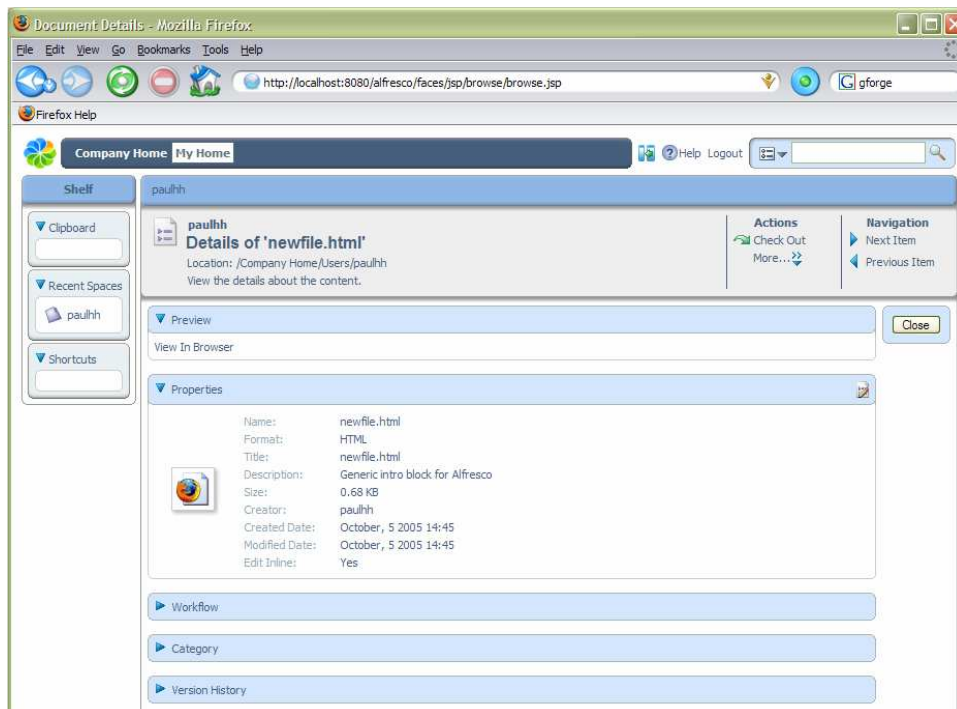 Document Details - Mozilla Firefox
File Edit View Go Bookmarks Tools Help
http://localhost:8080/alfresco/faces/jsp/browse/browse.jsp
G gforge
Firefox Help
Company Home My Home
Help Logout
Shelf
Clipboard
Recent Spaces
paulhh
Shortcuts
paulhh
paulhh
Details of 'newfile.html'
Location: /Company Home/Users/paulhh
View the details about the content.
Actions
Check Out
More...
Navigation
Next Item
Previous Item
Preview
View In Browser
Close
Properties
Name: newfile.html
Format: HTML
Title: newfile.html
Description: Generic intro block for Alfresco
Size: 0.68 KB
Creator: paulhh
Created Date: October, 5 2005 14:45
Modified Date: October, 5 2005 14:45
Edit Inline: Yes
Workflow
Category
Version History